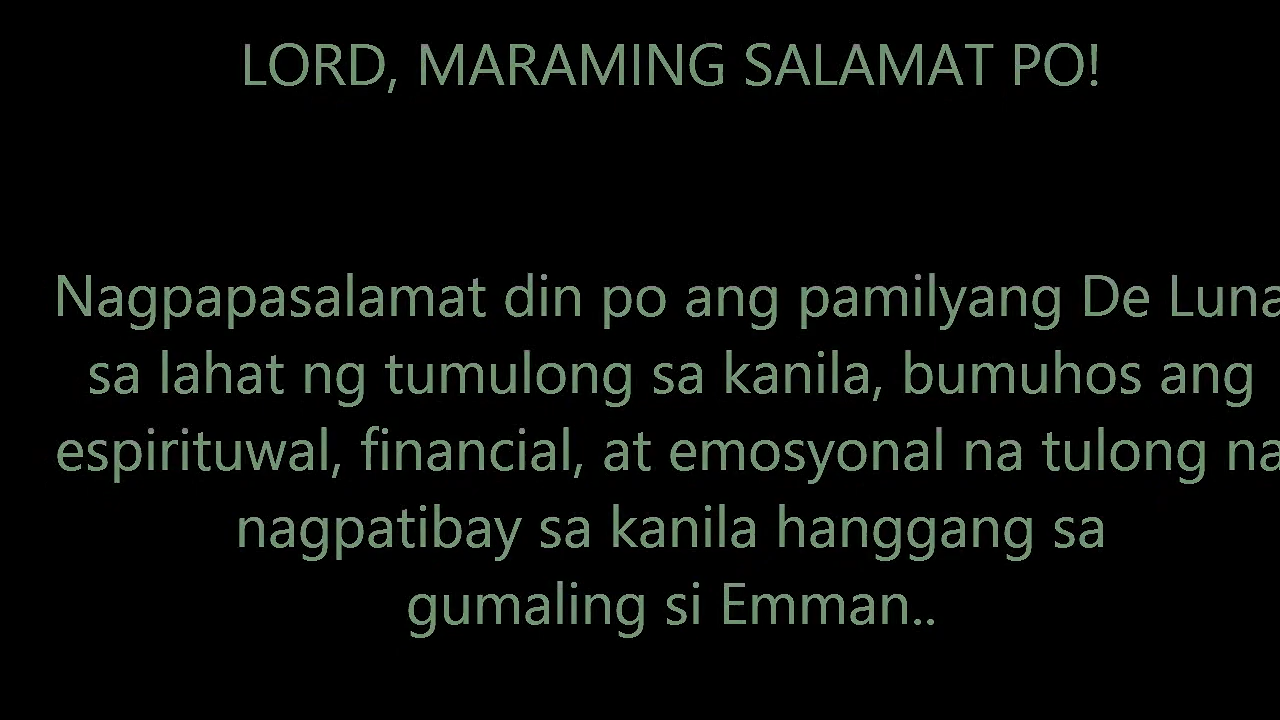 LORD, MARAMING SALAMAT PO!
Nagpapasalamat din po ang pamilyang De Luna
sa lahat ng tumulong sa kanila, bumuhos ang
espirituwal, financial, at emosyonal na tulong na
nagpatibay sa kanila hanggang sa
gumaling si Emman..